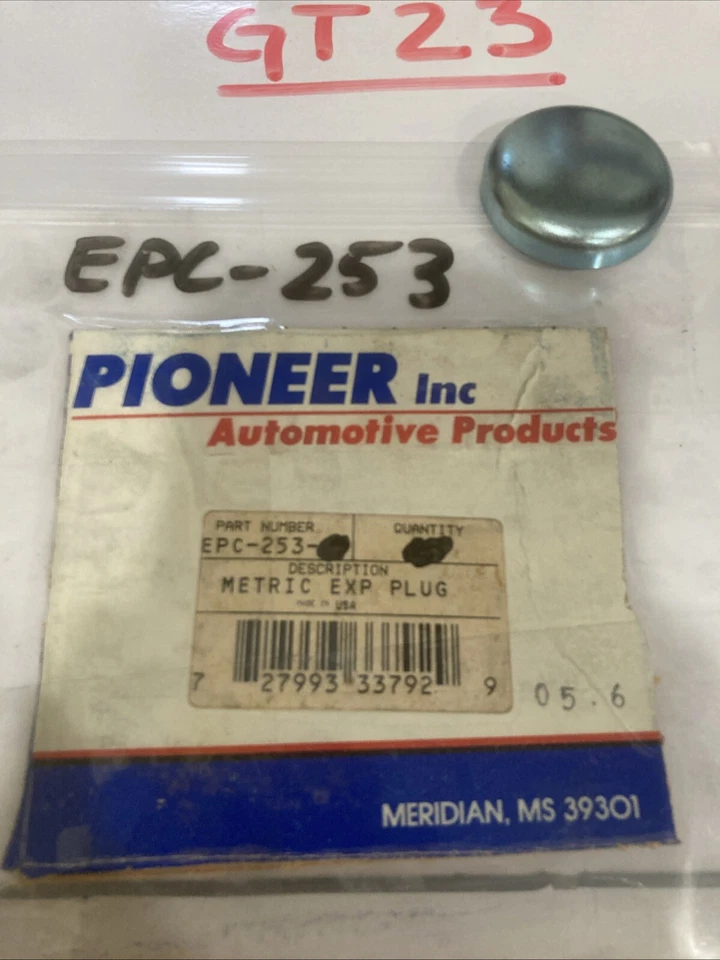 GT23
EPC-253
PIONEER Inc
Automotive Products
PART NUMBER QUANTITY
EPC-253-
DESCRIPTION
METRIC EXP PLUG
MADE IN USA
7 27993 33792 9
05.6
MERIDIAN, MS 39301